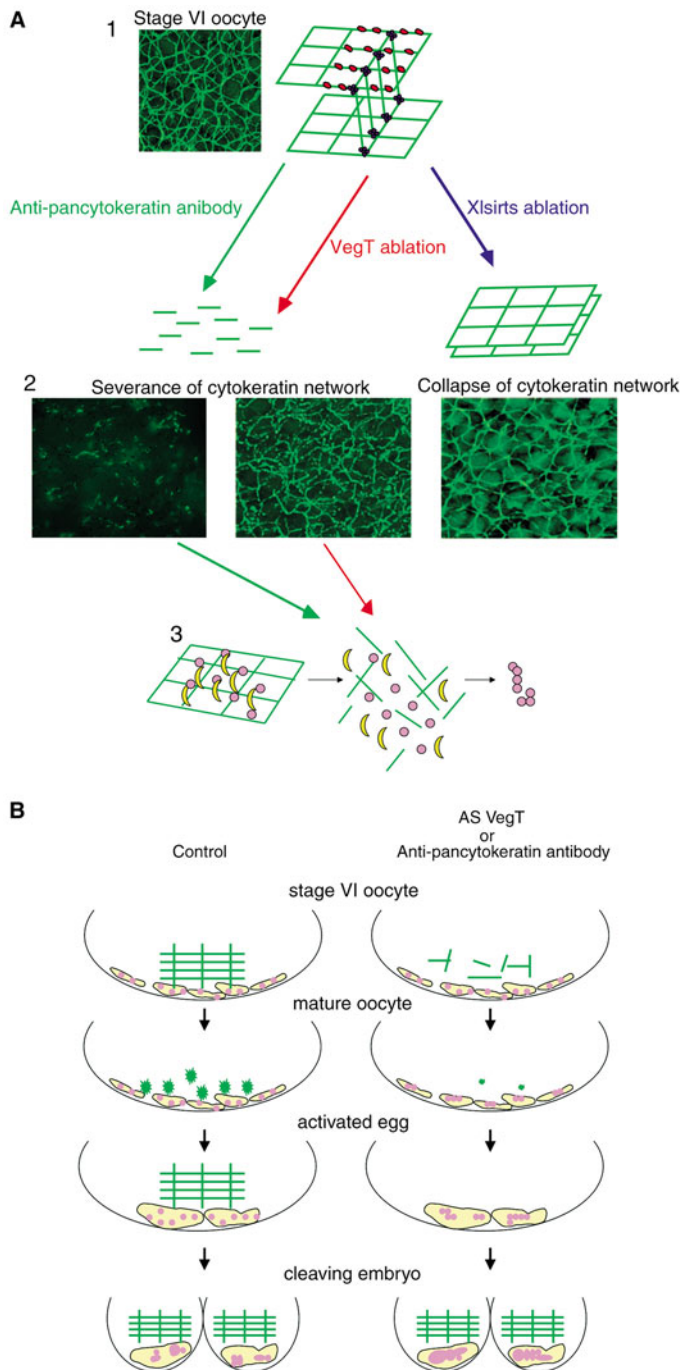 A
1
Stage VI oocyte
Anti-pancytokeratin anibody
VegT ablation
Xlsirts ablation
2
Severance of cytokeratin network
Collapse of cytokeratin network
3
B
Control
AS VegT
or
Anti-pancytokeratin antibody
stage VI oocyte
mature oocyte
activated egg
cleaving embryo